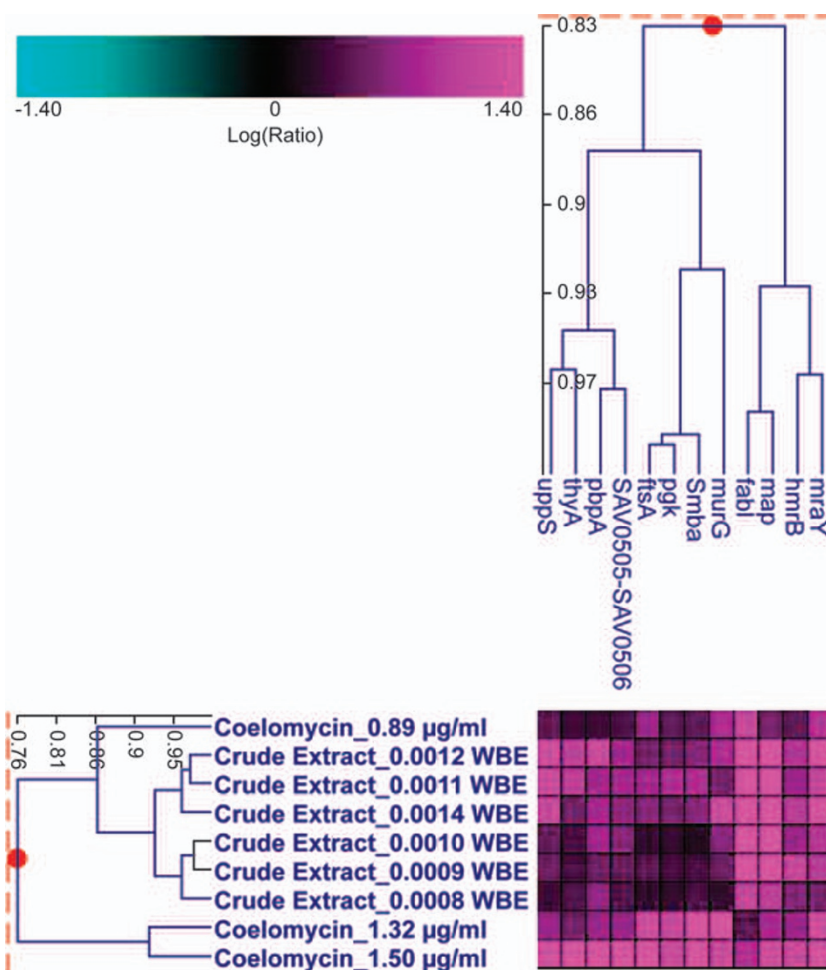 -1.40 0 1.40
Log(Ratio)
0.83
0.86
0.9
0.93
0.97
uppS
thyA
pbpA
SAV0505-SAV0506
ftsA
pgk
Smba
murG
fabI
map
hmrB
mraY
0.76 0.81 0.86 0.9 0.95
Coelomycin_0.89 µg/ml
Crude Extract_0.0012 WBE
Crude Extract_0.0011 WBE
Crude Extract_0.0014 WBE
Crude Extract_0.0010 WBE
Crude Extract_0.0009 WBE
Crude Extract_0.0008 WBE
Coelomycin_1.32 µg/ml
Coelomycin_1.50 µg/ml